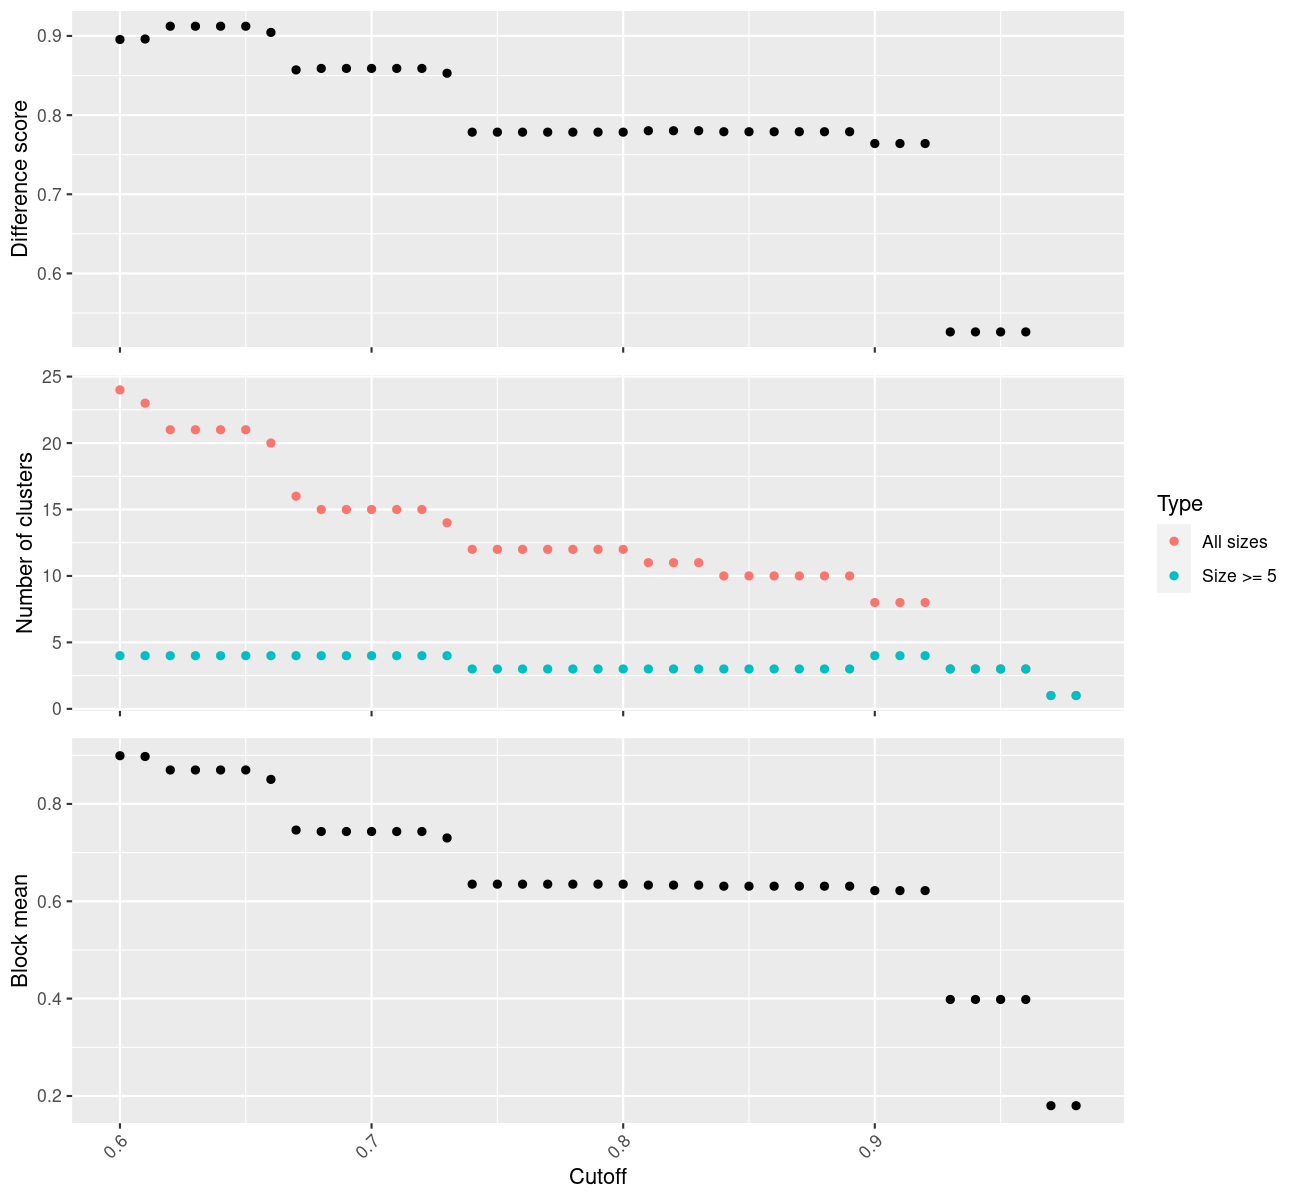 Difference score
0.9
0.8
0.7
0.6
Number of clusters
25
20
15
10
5
0
Type
All sizes
Size >= 5
Block mean
0.8
0.6
0.4
0.2
0.6 0.7 0.8 0.9
Cutoff